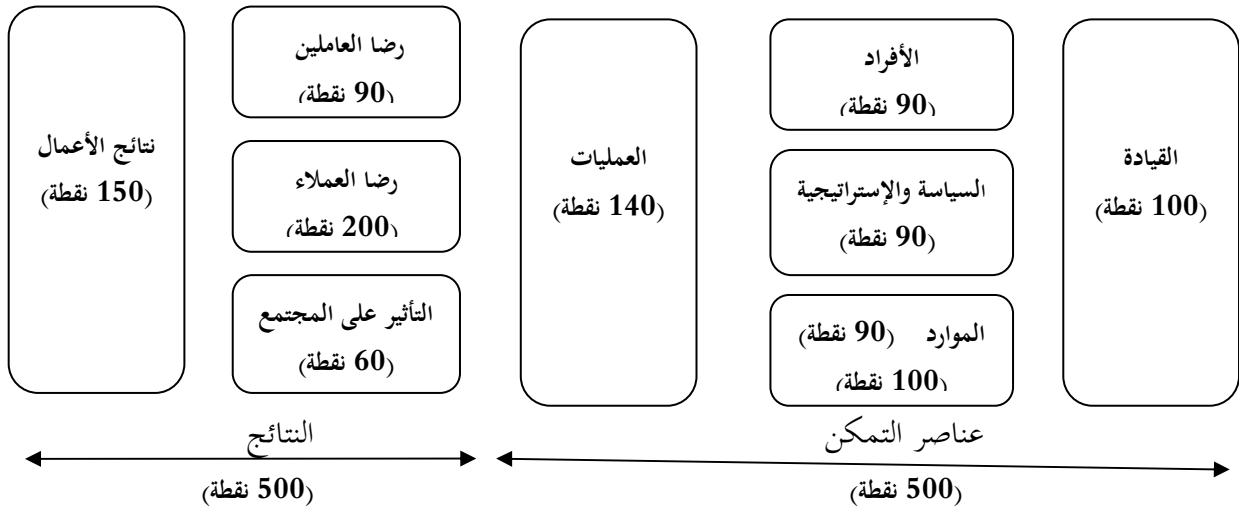 القيادة
(100 نقطة)
الأفراد
(90 نقطة)
السياسة والإستراتيجية
(90 نقطة)
الموارد (90 نقطة)
(100 نقطة)
العمليات
(140 نقطة)
رضا العاملين
(90 نقطة)
رضا العملاء
(200 نقطة)
التأثير على المجتمع
(60 نقطة)
نتائج الأعمال
(150 نقطة)
عناصر التمكن
(500 نقطة)
النتائج
(500 نقطة)